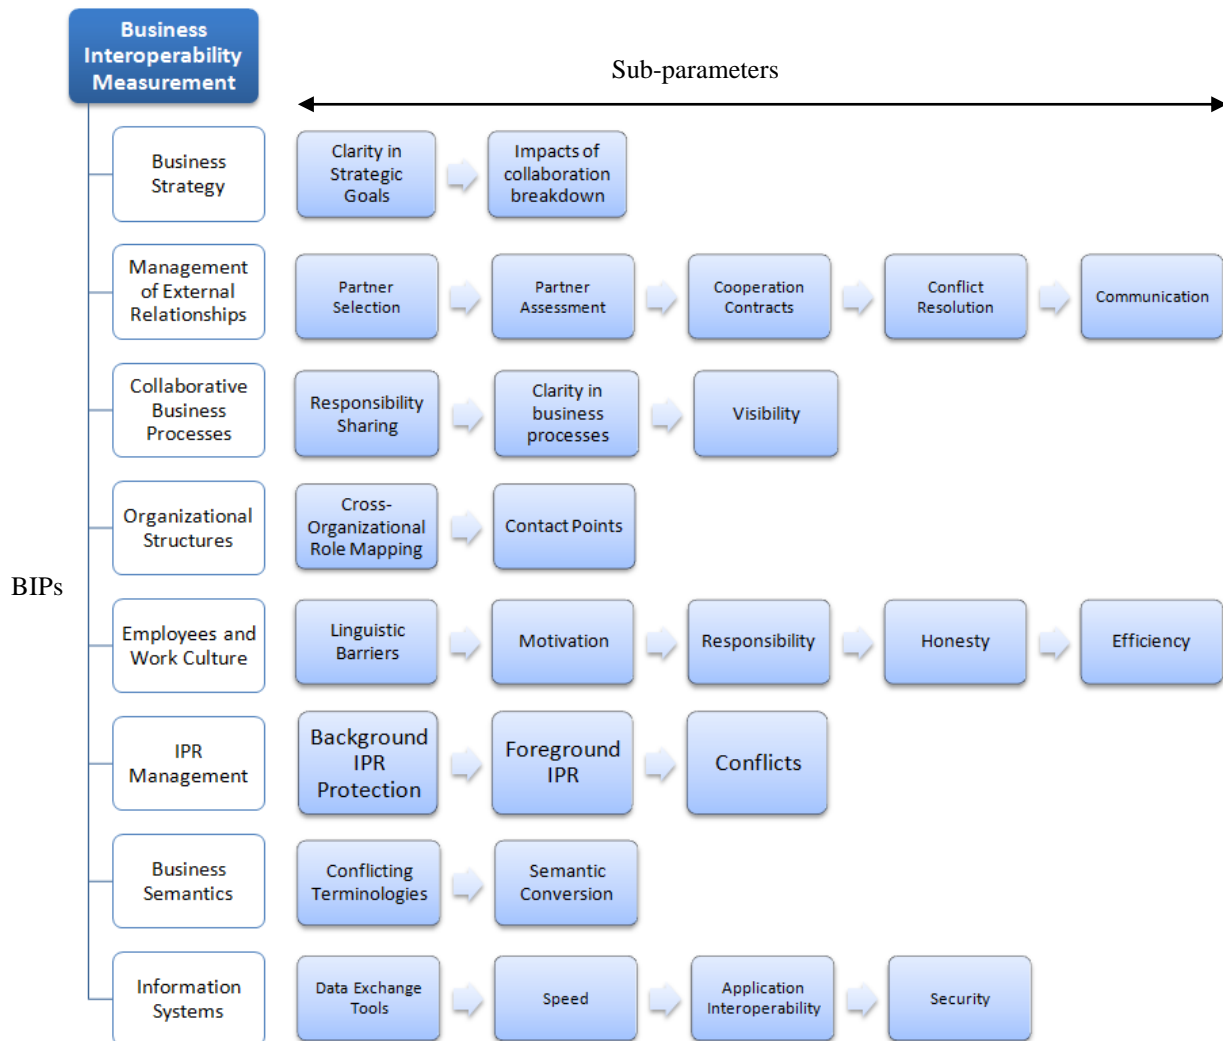 Business
Interoperability
Measurement
Sub-parameters
Business
Strategy
Clarity in
Strategic
Goals
Impacts of
collaboration
breakdown
Management
of External
Relationships
Partner
Selection
Partner
Assessment
Cooperation
Contracts
Conflict
Resolution
Communication
Collaborative
Business
Processes
Responsibility
Sharing
Clarity in
business
processes
Visibility
Organizational
Structures
Cross-
Organizational
Role Mapping
Contact Points
BIPs
Employees and
Work Culture
Linguistic
Barriers
Motivation
Responsibility
Honesty
Efficiency
IPR
Management
Background
IPR
Protection
Foreground
IPR
Conflicts
Business
Semantics
Conflicting
Terminologies
Semantic
Conversion
Information
Systems
Data Exchange
Tools
Speed
Application
Interoperability
Security